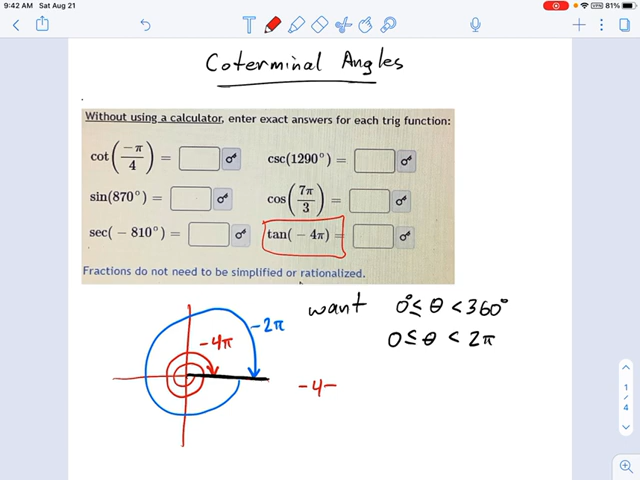 9:42 AM Sat Aug 21
VPN 81%
T
Coterminal Angles
Without using a calculator, enter exact answers for each trig function:
cot(-π/4) =
csc(1290°) =
sin(870°) =
cos(7π/3) =
sec( - 810°) =
tan( - 4π) =
Fractions do not need to be simplified or rationalized.
want 0° ≤ θ < 360°
0 ≤ θ < 2π
-2π
-4π
-4-
1
/
4